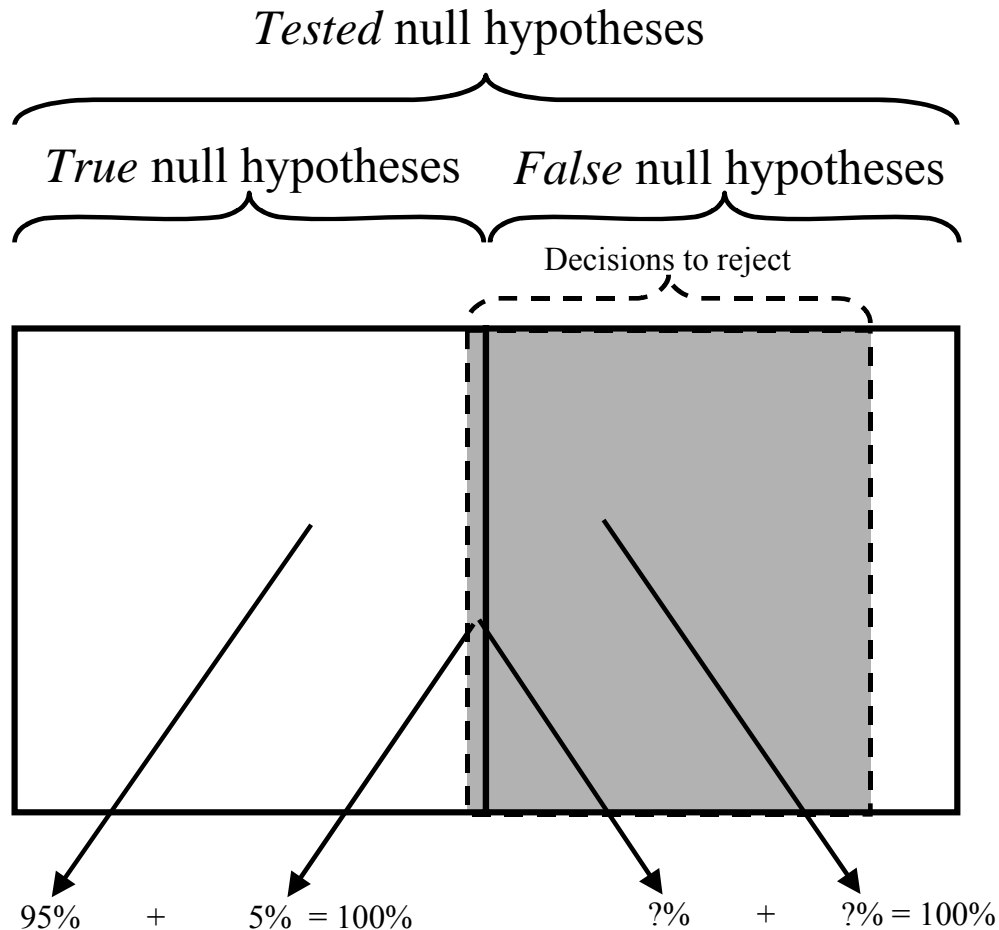 Tested null hypotheses
True null hypotheses False null hypotheses
Decisions to reject
95% + 5% = 100% ?% + ?% = 100%